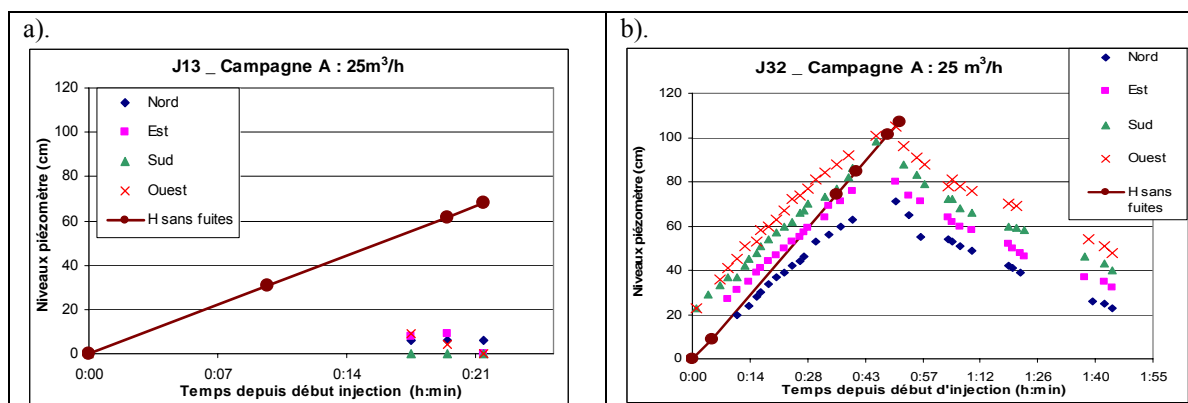 a).
J13 _ Campagne A : 25m³/h
Niveaux piézomètre (cm)
120
100
80
60
40
20
0
Nord
Est
Sud
Ouest
H sans fuites
0:00 0:07 0:14 0:21
Temps depuis début injection (h:min)
b).
J32 _ Campagne A : 25 m³/h
Niveaux piézomètre (cm)
120
100
80
60
40
20
0
Nord
Est
Sud
Ouest
H sans
fuites
0:00 0:14 0:28 0:43 0:57 1:12 1:26 1:40 1:55
Temps depuis début d'injection (h:min)